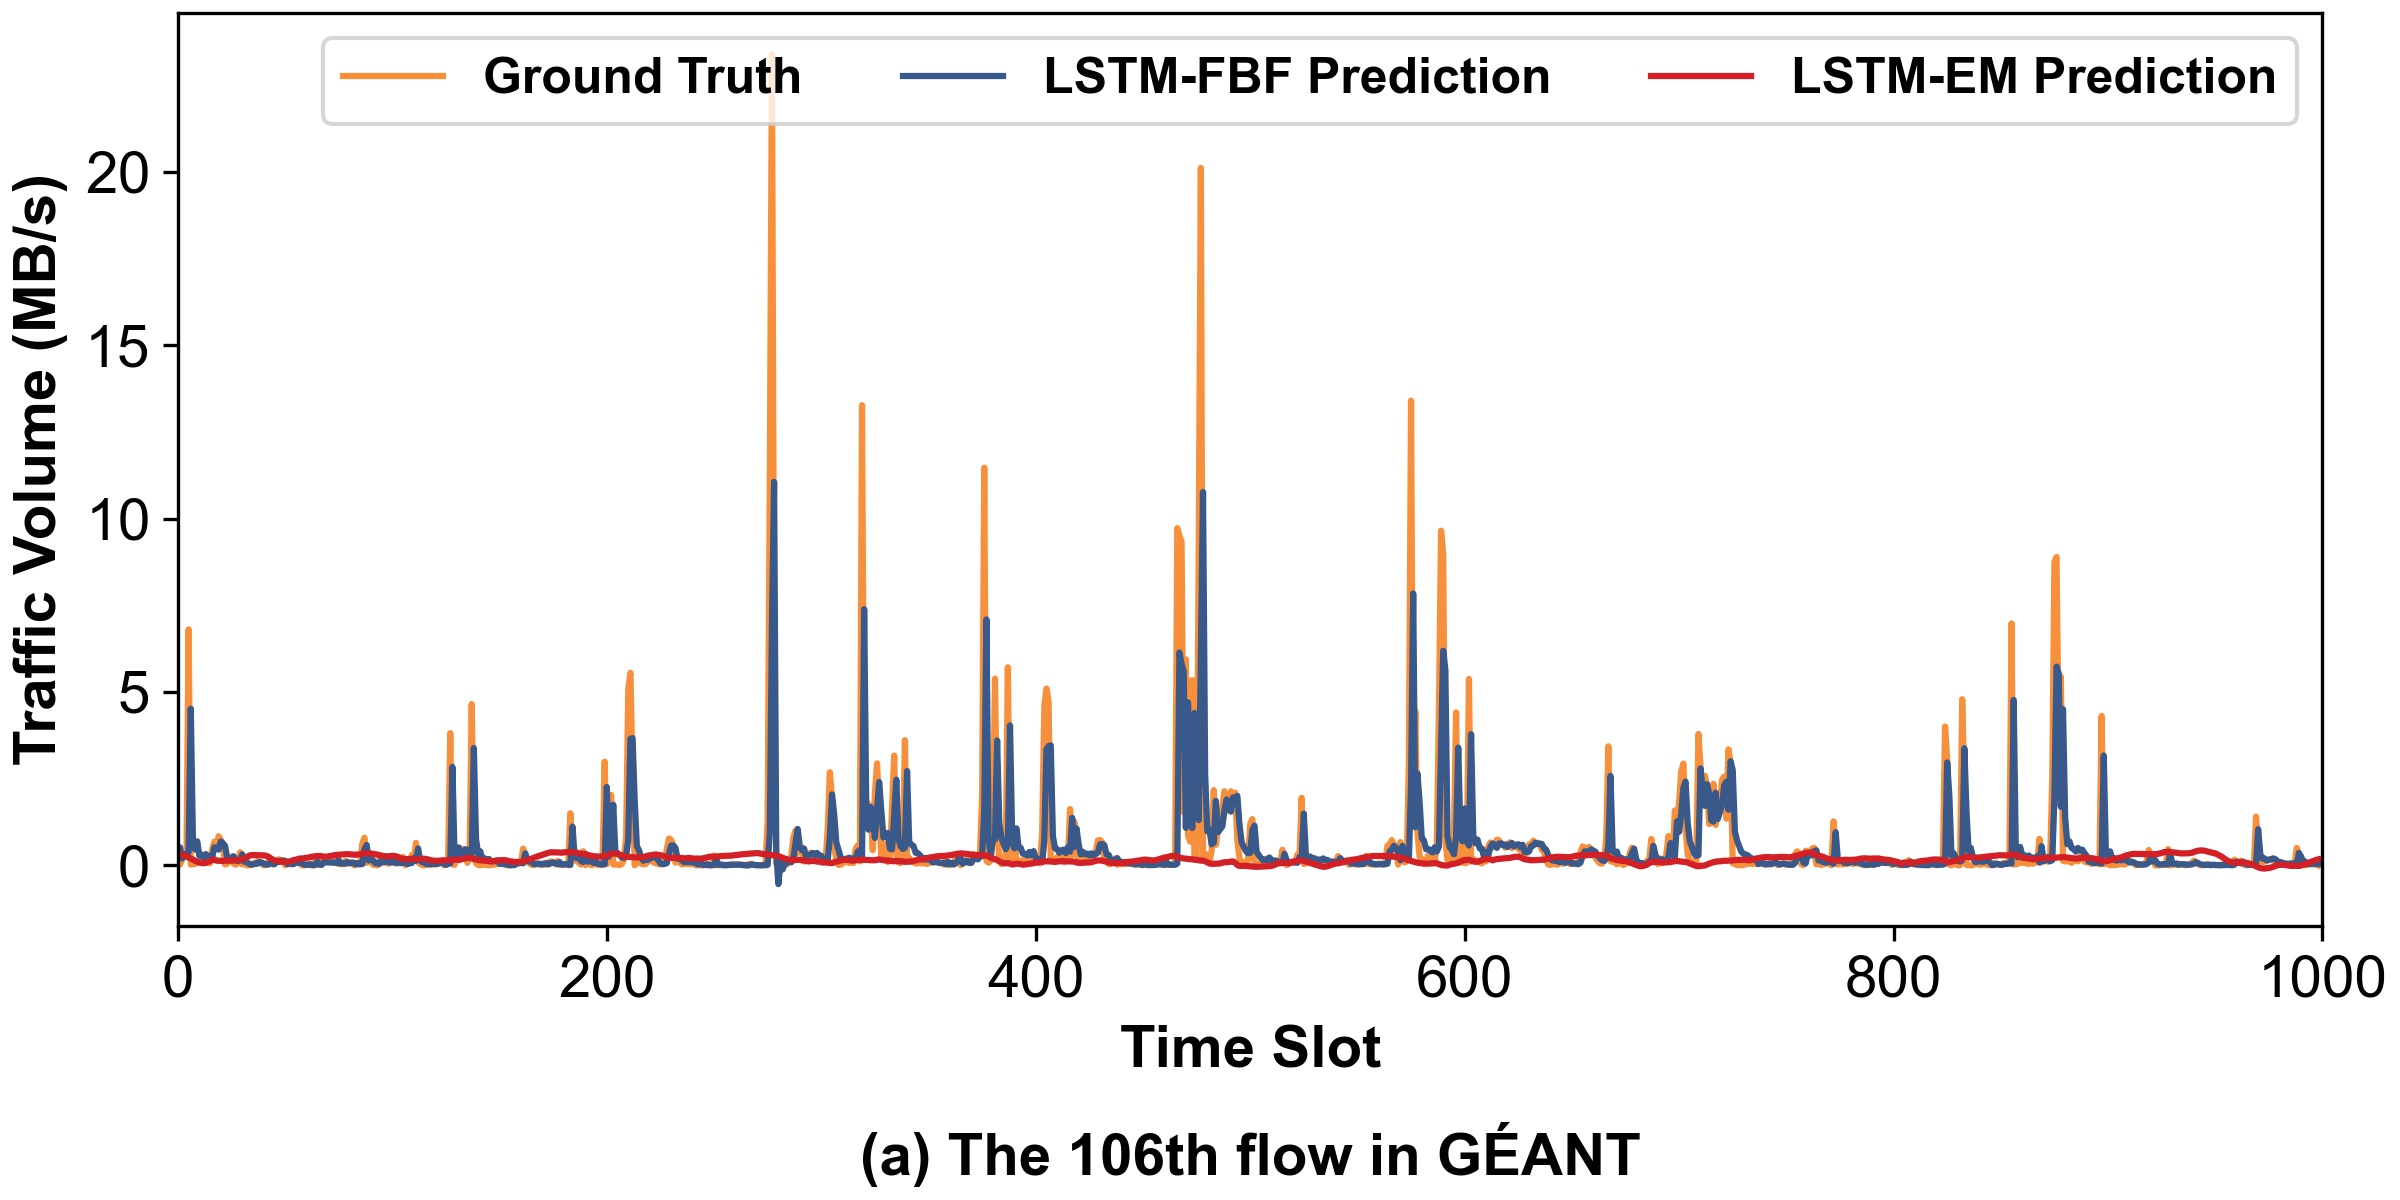 Ground Truth LSTM-FBF Prediction LSTM-EM Prediction
Traffic Volume (MB/s)
20
15
10
5
0
0 200 400 600 800 1000
Time Slot
(a) The 106th flow in GÉANT